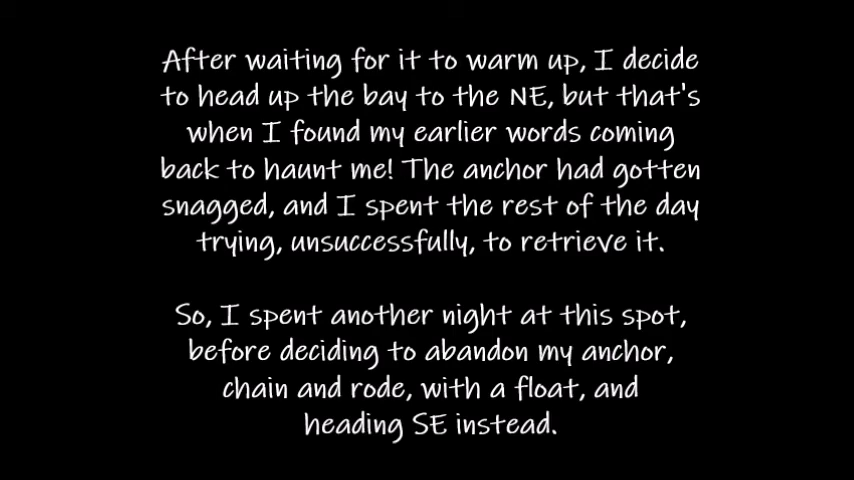 After waiting for it to warm up, I decide
to head up the bay to the NE, but that's
when I found my earlier words coming
back to haunt me! The anchor had gotten
snagged, and I spent the rest of the day
trying, unsuccessfully, to retrieve it.
So, I spent another night at this spot,
before deciding to abandon my anchor,
chain and rode, with a float, and
heading SE instead.